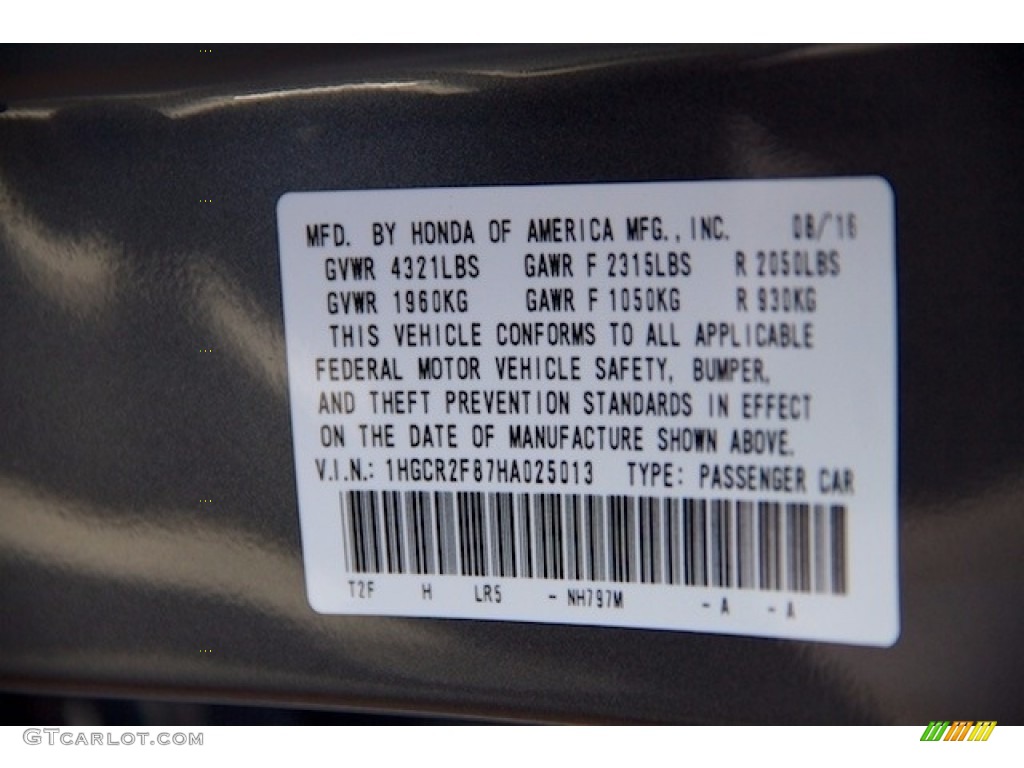 MFD. BY HONDA OF AMERICA MFG., INC. 08/'16
GVWR 4321LBS GAWR F 2315LBS R 2050LBS
GVWR 1960KG GAWR F 1050KG R 930KG
THIS VEHICLE CONFORMS TO ALL APPLICABLE
FEDERAL MOTOR VEHICLE SAFETY, BUMPER,
AND THEFT PREVENTION STANDARDS IN EFFECT
ON THE DATE OF MANUFACTURE SHOWN ABOVE.
V.I.N.: 1HGCR2F87HA025013 TYPE: PASSENGER CAR
T2F H LR5 - NH797M - A - A
GTCARLOT.COM